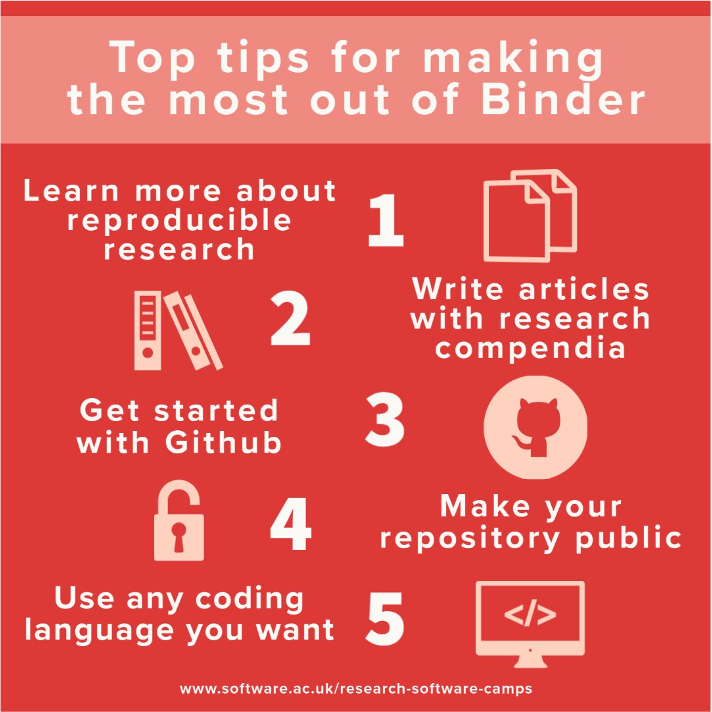 Top tips for making
the most out of Binder
Learn more about
reproducible
research
1
2
Write articles
with research
compendia
Get started
with Github
3
4
Make your
repository public
Use any coding
language you want
5
</>
www.software.ac.uk/research-software-camps